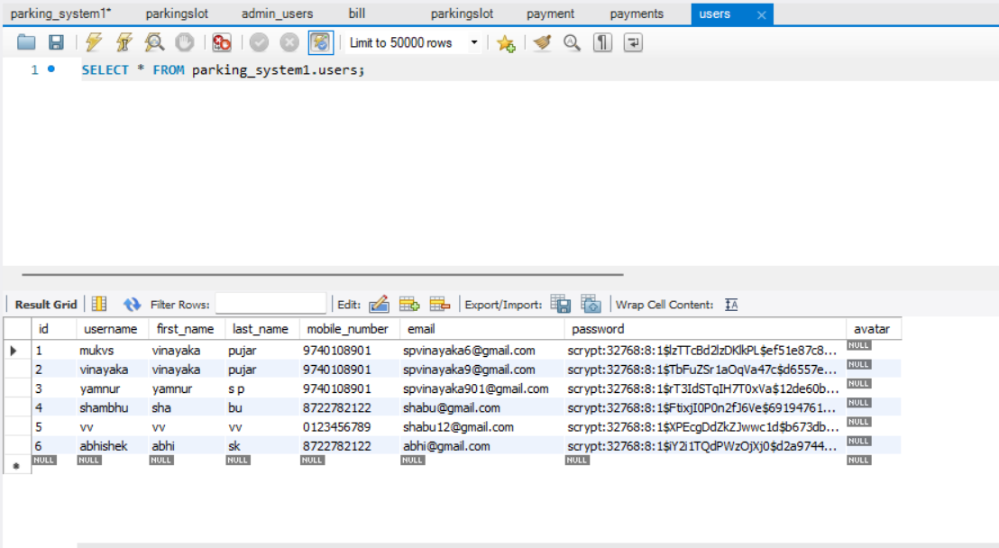 parking_system1* parkingslot admin_users bill parkingslot payment payments users
Limit to 50000 rows
1 SELECT * FROM parking_system1.users;
Result Grid Filter Rows: Edit: Export/Import: Wrap Cell Content:
id username first_name last_name mobile_number email password avatar
1 mukvs vinayaka pujar 9740108901 spvinayaka6@gmail.com scrypt:32768:8:1$lzTTcBd2lzDKlkPL$ef51e87c8... NULL
2 vinayaka vinayaka pujar 9740108901 spvinayaka9@gmail.com scrypt:32768:8:1$TbFuZSr1aOqVa47c$d6557e... NULL
3 yamnur yamnur s p 9740108901 spvinayaka901@gmail.com scrypt:32768:8:1$rT3IdSTqIH7T0xVa$12de60b... NULL
4 shambhu sha bu 8722782122 shabu@gmail.com scrypt:32768:8:1$FtixjI0P0n2fJ6Ve$69194761... NULL
5 vv vv vv 0123456789 shabu12@gmail.com scrypt:32768:8:1$XPEcgDdZkZJwwc1d$b673db... NULL
6 abhishek abhi sk 8722782122 abhi@gmail.com scrypt:32768:8:1$iY2i1TQdPWzOjXj0$d2a9744... NULL
NULL NULL NULL NULL NULL NULL NULL NULL